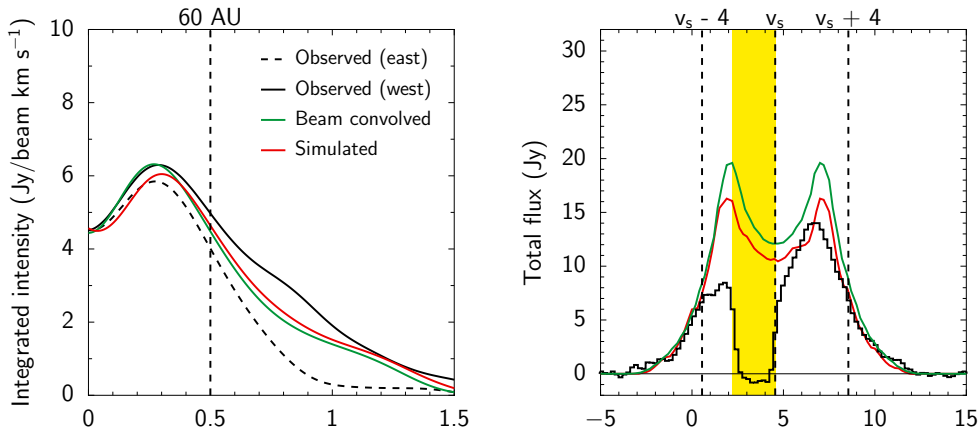 60 AU
Integrated intensity (Jy/beam km s⁻¹)
8
6
4
2
0
0
0.5
1
1.5
Observed (east)
Observed (west)
Beam convolved
Simulated
vₛ - 4
vₛ
vₛ + 4
Total flux (Jy)
30
25
20
15
10
5
0
−5
0
5
10
15